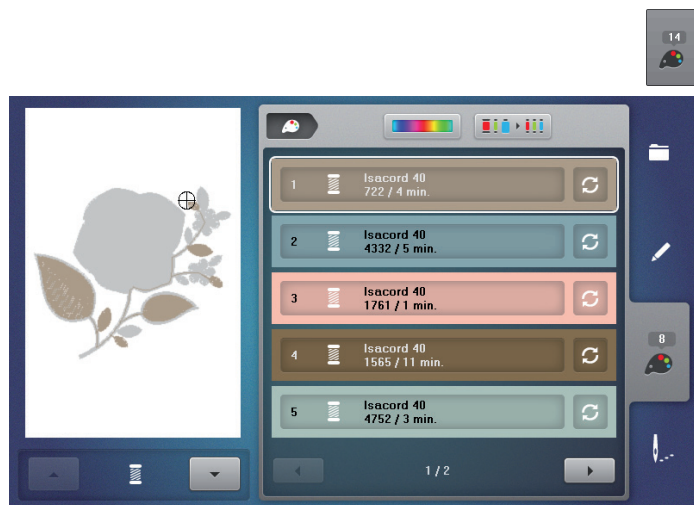 14
1
Isacord 40
722 / 4 min.
2
Isacord 40
4332 / 5 min.
3
Isacord 40
1761 / 1 min.
8
4
Isacord 40
1565 / 11 min.
5
Isacord 40
4752 / 3 min.
1 / 2